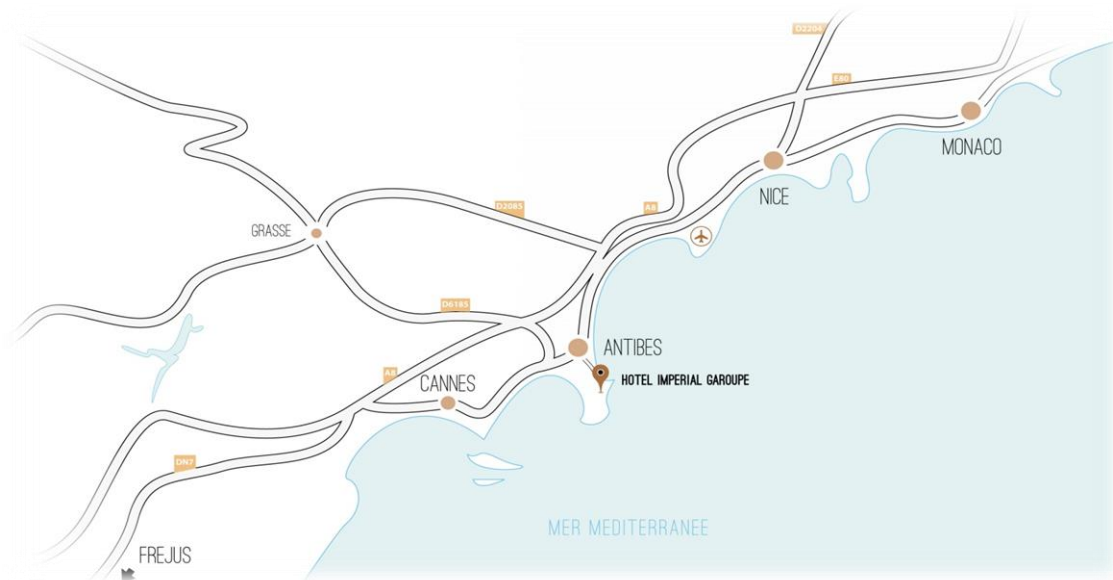 D2204
E80
MONACO
NICE
D2085
A8
GRASSE
D6185
ANTIBES
HOTEL IMPERIAL GAROUPE
A8
CANNES
DN7
MER MEDITERRANEE
FREJUS